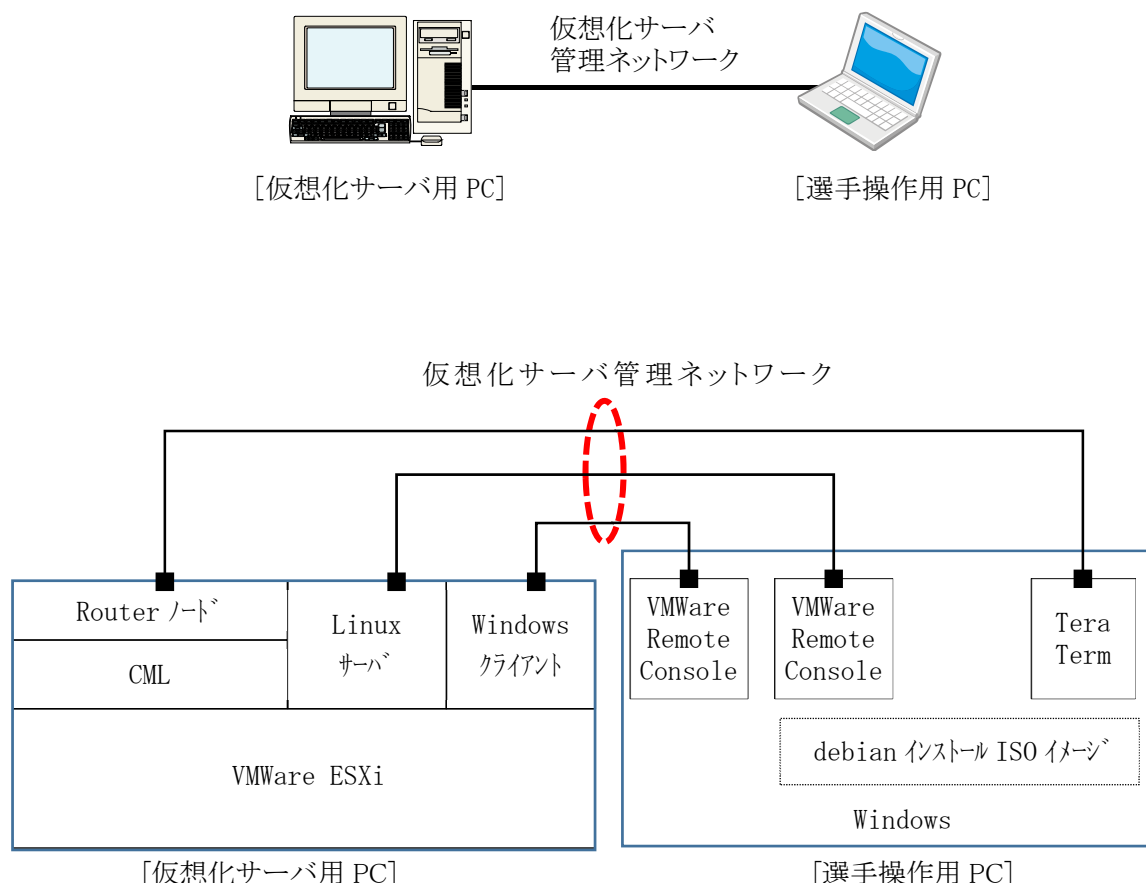 仮想化サーバ
管理ネットワーク
[仮想化サーバ用 PC]
[選手操作用 PC]
仮想化サーバ管理ネットワーク
Router ﾉｰﾄﾞ
CML
Linux
ｻｰﾊﾞ
Windows
ｸﾗｲｱﾝﾄ
VMWare ESXi
VMWare
Remote
Console
VMWare
Remote
Console
Tera
Term
debian ｲﾝｽﾄｰﾙ ISO ｲﾒｰｼﾞ
Windows
[仮想化サーバ用 PC]
[選手操作用 PC]